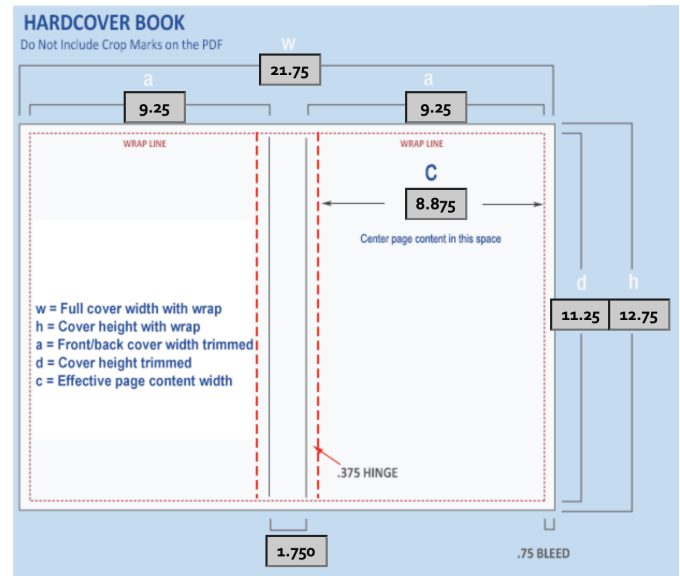 HARDCOVER BOOK
Do Not Include Crop Marks on the PDF
w
21.75
a
a
9.25
9.25
WRAP LINE
WRAP LINE
C
8.875
Center page content in this space
d
h
11.25
12.75
w = Full cover width with wrap
h = Cover height with wrap
a = Front/back cover width trimmed
d = Cover height trimmed
c = Effective page content width
.375 HINGE
1.750
.75 BLEED